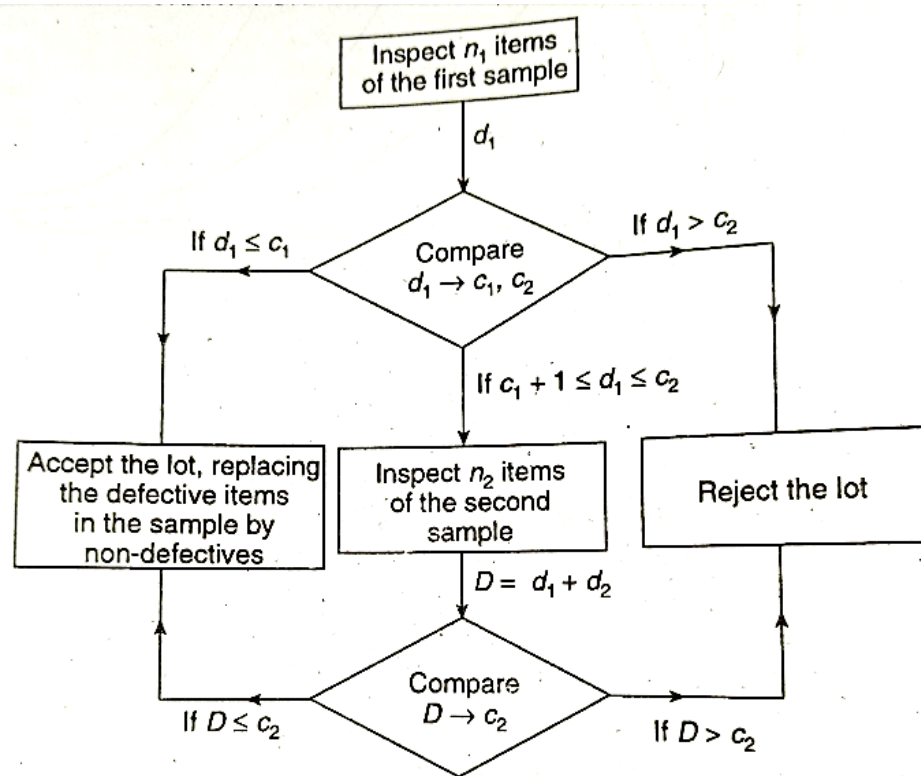 Inspect n₁ items
of the first sample
d₁
If d₁ ≤ c₁
Compare
d₁ → c₁, c₂
If d₁ > c₂
If c₁ + 1 ≤ d₁ ≤ c₂
Accept the lot, replacing
the defective items
in the sample by
non-defectives
Inspect n₂ items
of the second
sample
Reject the lot
D = d₁ + d₂
Compare
D → c₂
If D ≤ c₂
If D > c₂